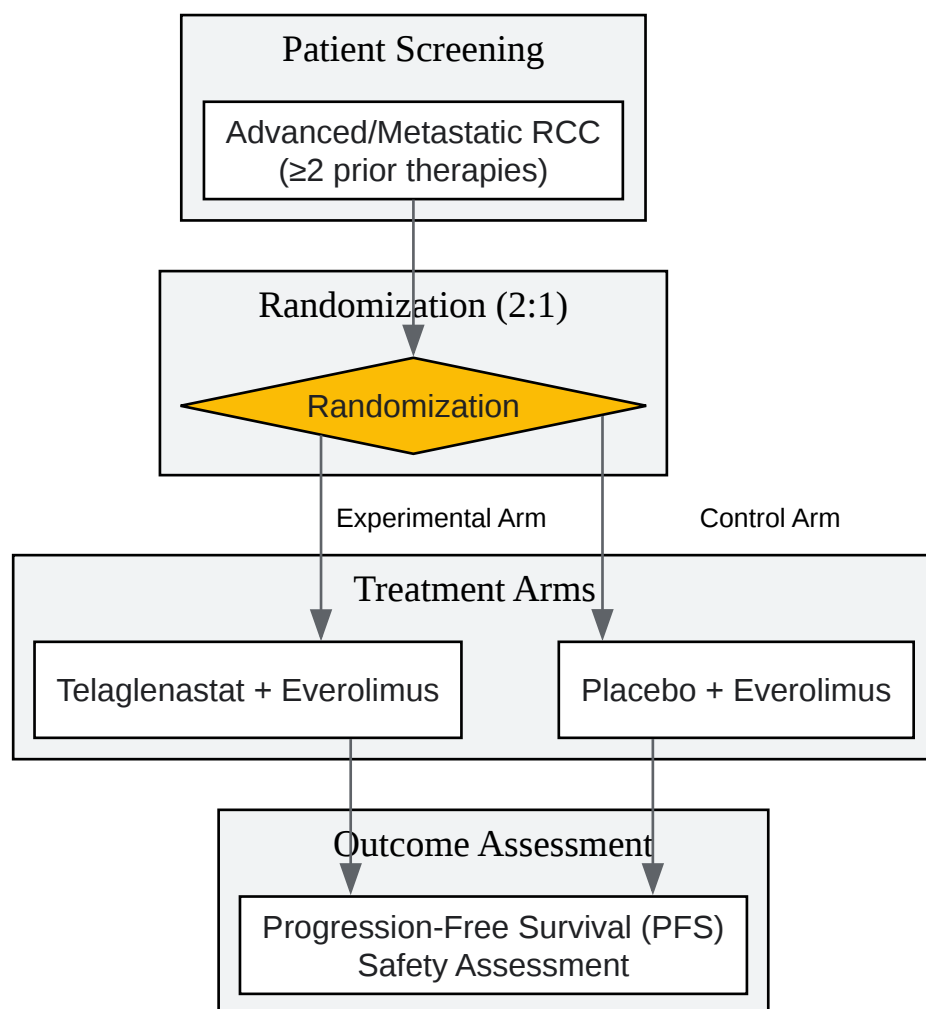 Patient Screening
Advanced/Metastatic RCC
(≥2 prior therapies)
Randomization (2:1)
Randomization
Experimental Arm
Control Arm
Treatment Arms
Telaglenastat + Everolimus
Placebo + Everolimus
Outcome Assessment
Progression-Free Survival (PFS)
Safety Assessment